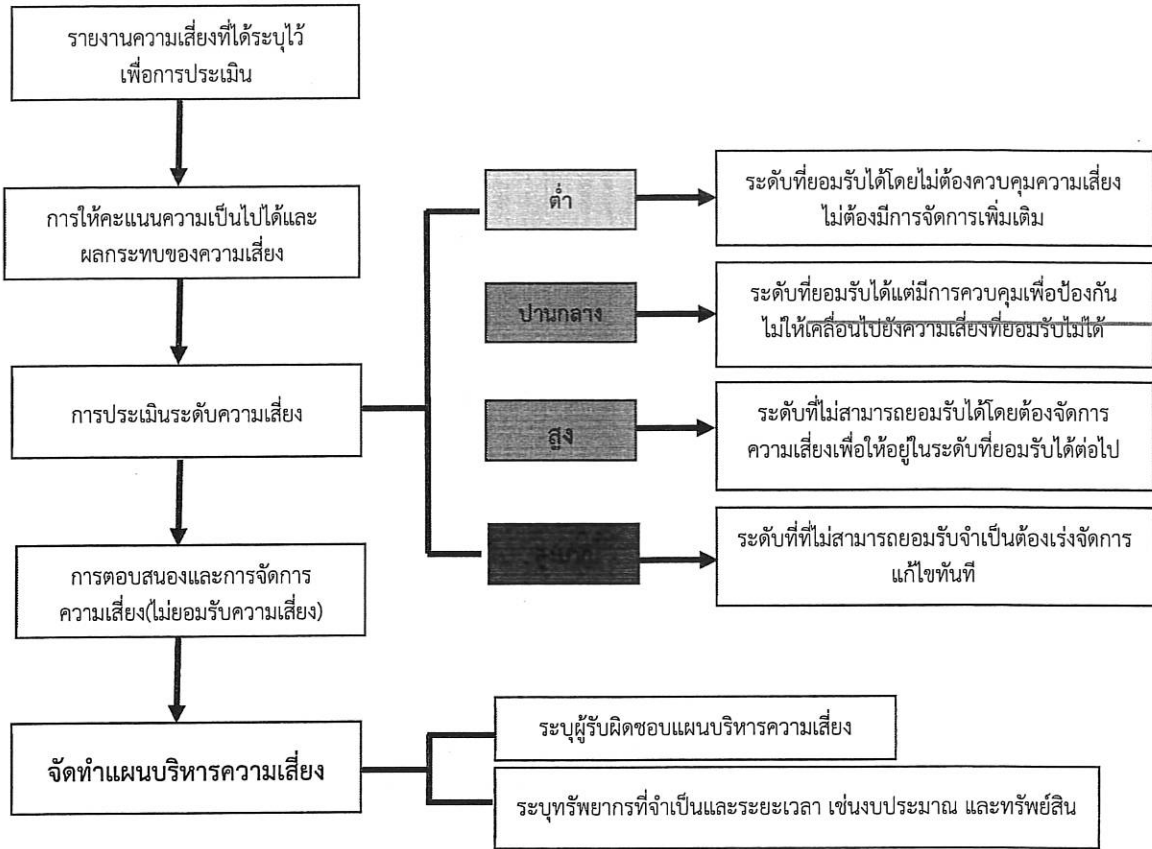 รายงานความเสี่ยงที่ได้ระบุไว้
เพื่อการประเมิน
การให้คะแนนความเป็นไปได้และ
ผลกระทบของความเสี่ยง
การประเมินระดับความเสี่ยง
ต่ำ
ระดับที่ยอมรับได้โดยไม่ต้องควบคุมความเสี่ยง
ไม่ต้องมีการจัดการเพิ่มเติม
ปานกลาง
ระดับที่ยอมรับได้แต่มีการควบคุมเพื่อป้องกัน
ไม่ให้เคลื่อนไปยังความเสี่ยงที่ยอมรับไม่ได้
สูง
ระดับที่ไม่สามารถยอมรับได้โดยต้องจัดการ
ความเสี่ยงเพื่อให้อยู่ในระดับที่ยอมรับได้ต่อไป
ระดับที่ที่ไม่สามารถยอมรับจำเป็นต้องเร่งจัดการ
แก้ไขทันที
การตอบสนองและการจัดการ
ความเสี่ยง(ไม่ยอมรับความเสี่ยง)
จัดทำแผนบริหารความเสี่ยง
ระบุผู้รับผิดชอบแผนบริหารความเสี่ยง
ระบุทรัพยากรที่จำเป็นและระยะเวลา เช่นงบประมาณ และทรัพย์สิน